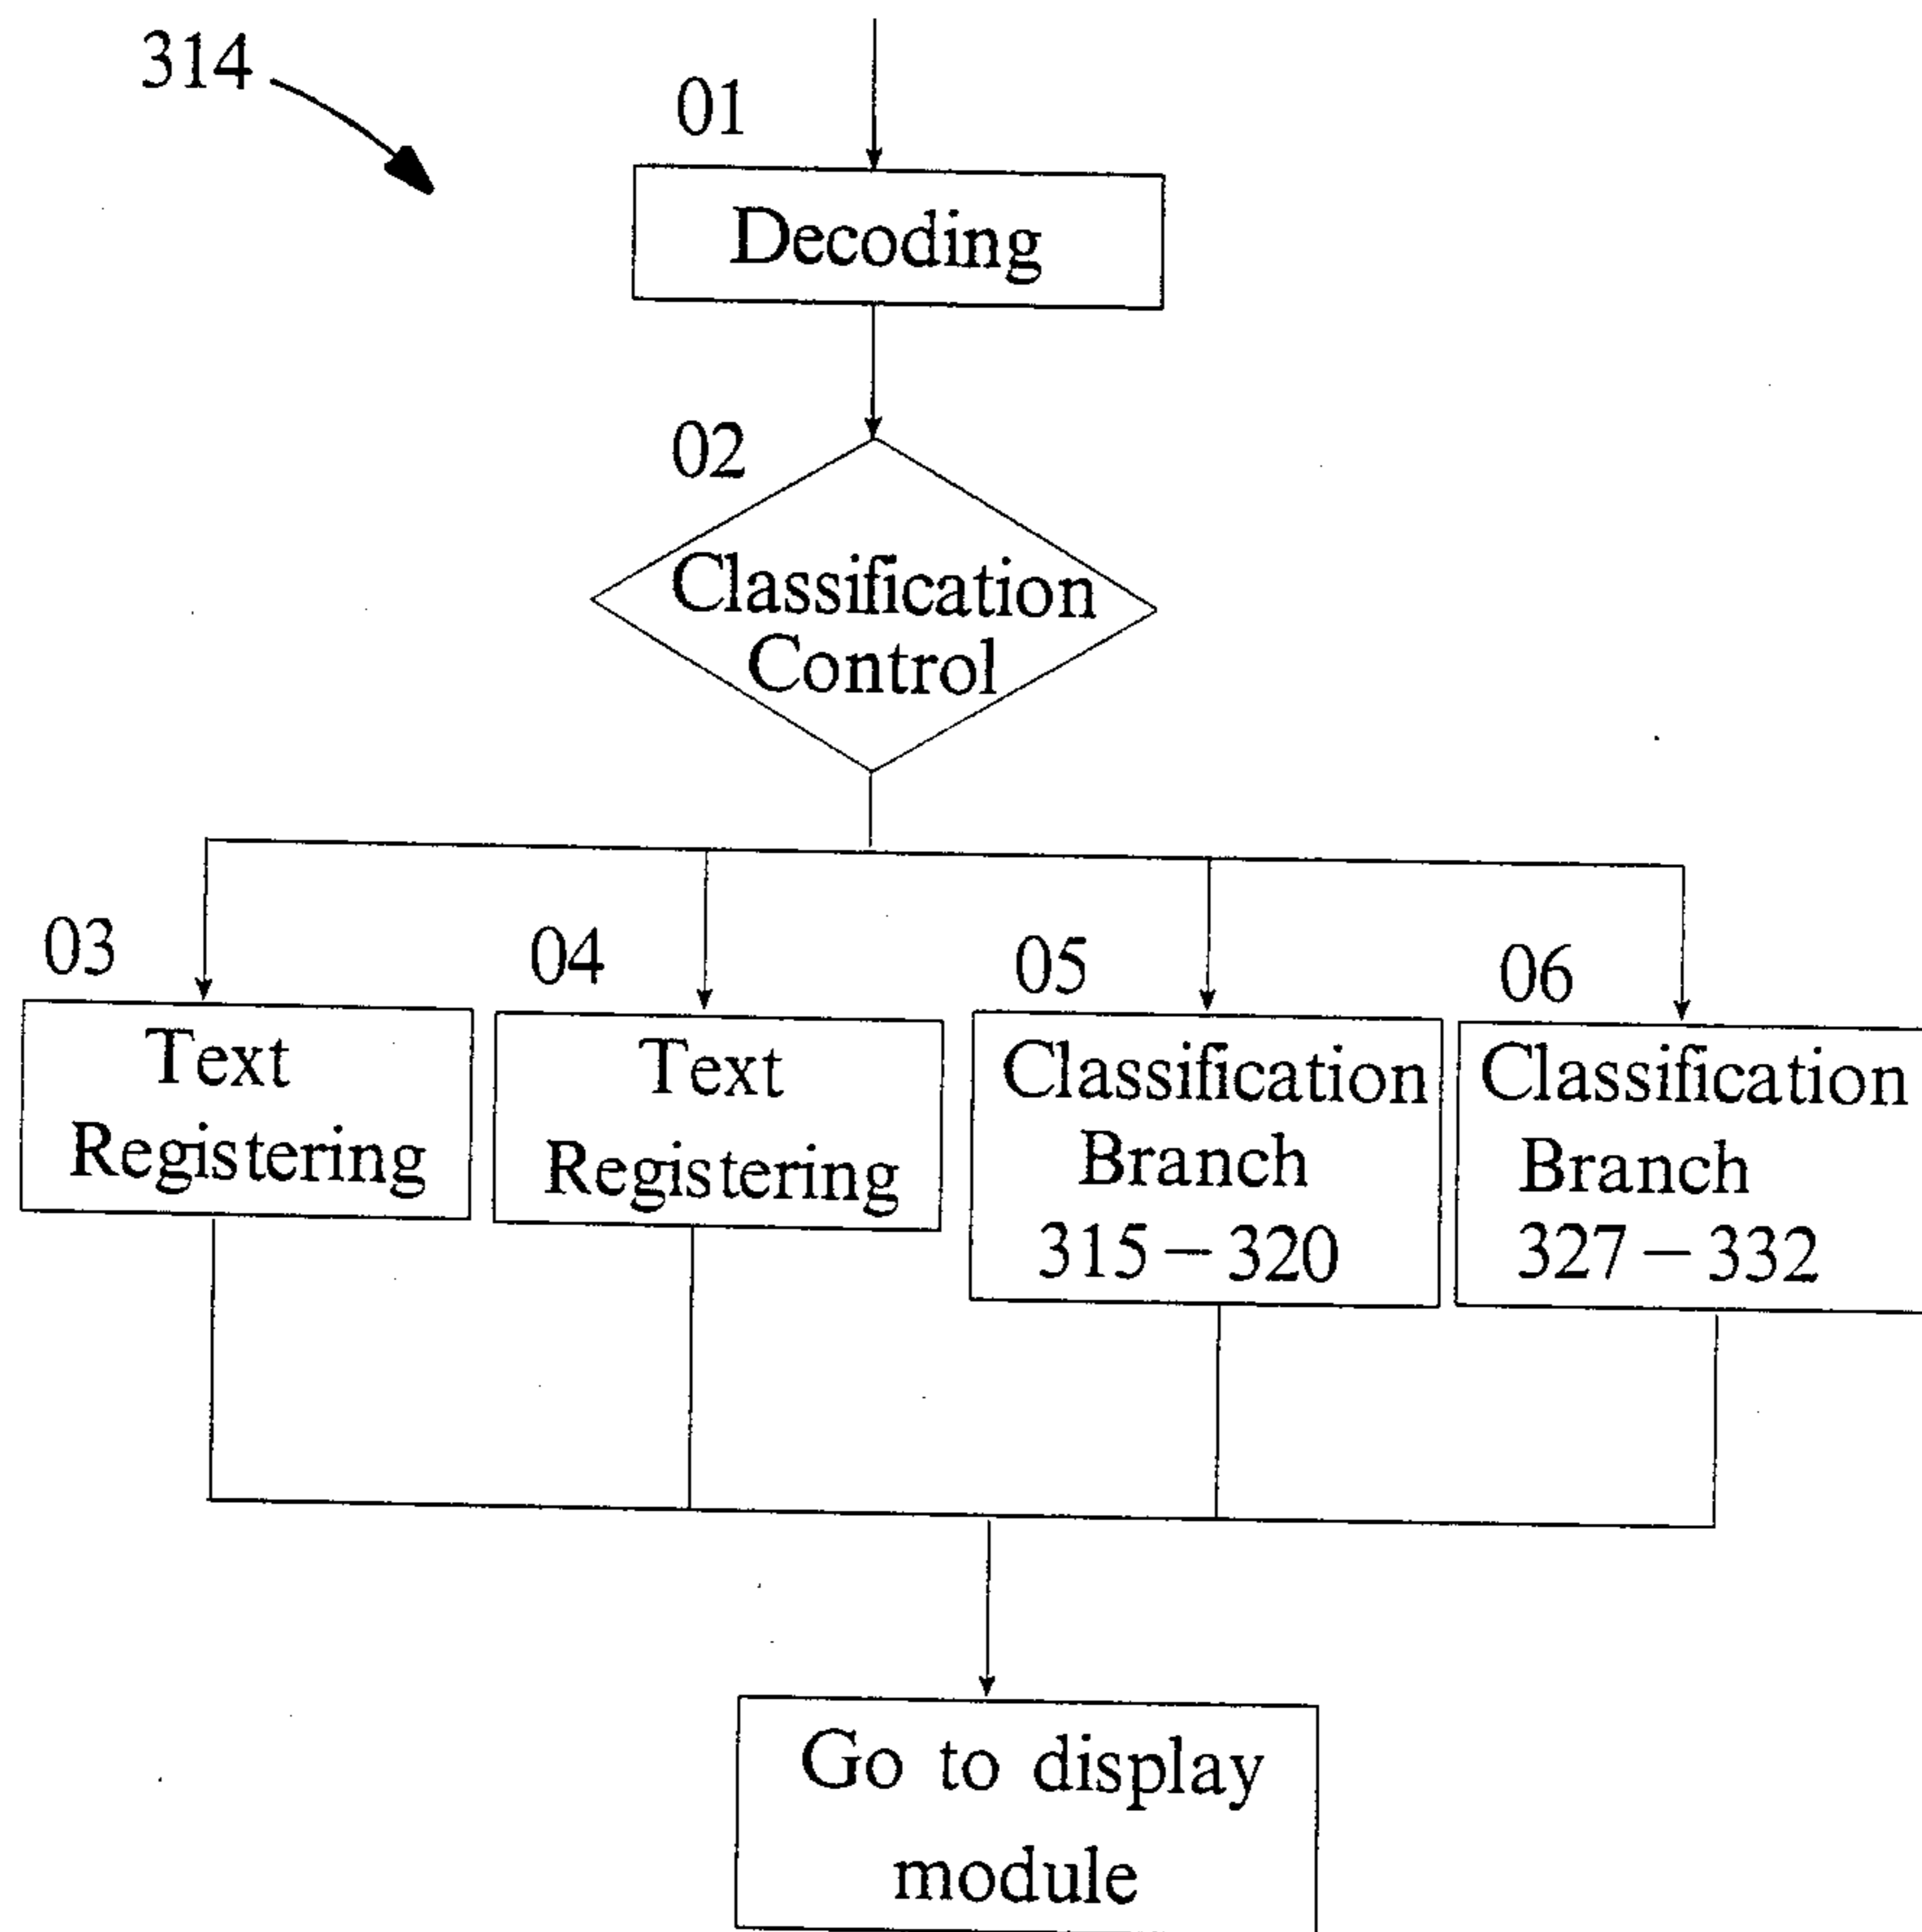 314
01
Decoding
02
Classification
Control
03
Text
Registering
04
Text
Registering
05
Classification
Branch
315 – 320
06
Classification
Branch
327 – 332
Go to display
module